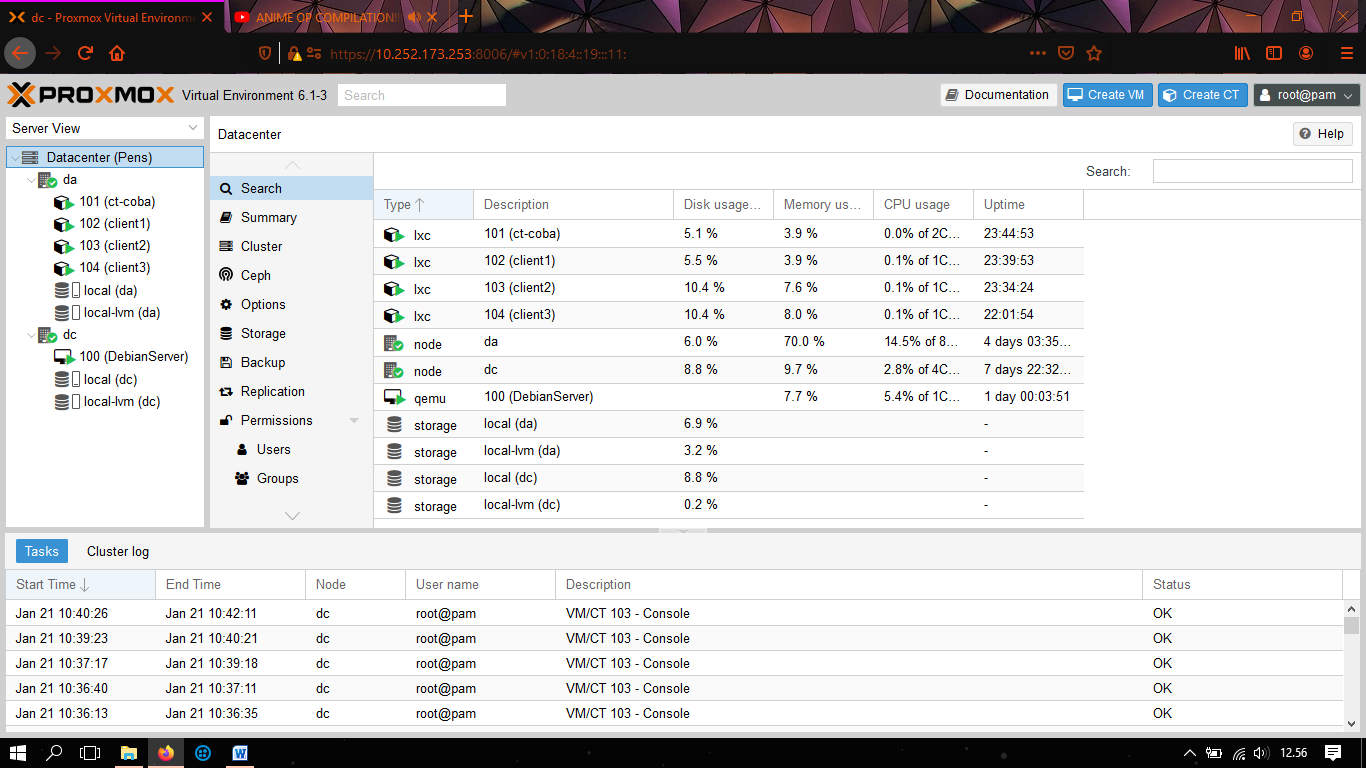 dc - Proxmox Virtual Environme
ANIME OP COMPILATION!!
https://10.252.173.253:8006/#v1:0:18:4::19:::11:
PROXMOX Virtual Environment 6.1-3 Search Documentation Create VM Create CT root@pam
Server View
Datacenter (Pens)
da
101 (ct-coba)
102 (client1)
103 (client2)
104 (client3)
local (da)
local-lvm (da)
dc
100 (DebianServer)
local (dc)
local-lvm (dc)
Datacenter Help
Search
Summary
Cluster
Ceph
Options
Storage
Backup
Replication
Permissions
Users
Groups
Search:
Type Description Disk usage... Memory us... CPU usage Uptime
lxc 101 (ct-coba) 5.1 % 3.9 % 0.0% of 2C... 23:44:53
lxc 102 (client1) 5.5 % 3.9 % 0.1% of 1C... 23:39:53
lxc 103 (client2) 10.4 % 7.6 % 0.1% of 1C... 23:34:24
lxc 104 (client3) 10.4 % 8.0 % 0.1% of 1C... 22:01:54
node da 6.0 % 70.0 % 14.5% of 8... 4 days 03:35...
node dc 8.8 % 9.7 % 2.8% of 4C... 7 days 22:32...
qemu 100 (DebianServer) 7.7 % 5.4% of 1C... 1 day 00:03:51
storage local (da) 6.9 % -
storage local-lvm (da) 3.2 % -
storage local (dc) 8.8 % -
storage local-lvm (dc) 0.2 % -
Tasks Cluster log
Start Time End Time Node User name Description Status
Jan 21 10:40:26 Jan 21 10:42:11 dc root@pam VM/CT 103 - Console OK
Jan 21 10:39:23 Jan 21 10:40:21 dc root@pam VM/CT 103 - Console OK
Jan 21 10:37:17 Jan 21 10:39:18 dc root@pam VM/CT 103 - Console OK
Jan 21 10:36:40 Jan 21 10:37:11 dc root@pam VM/CT 103 - Console OK
Jan 21 10:36:13 Jan 21 10:36:35 dc root@pam VM/CT 103 - Console OK
12.56